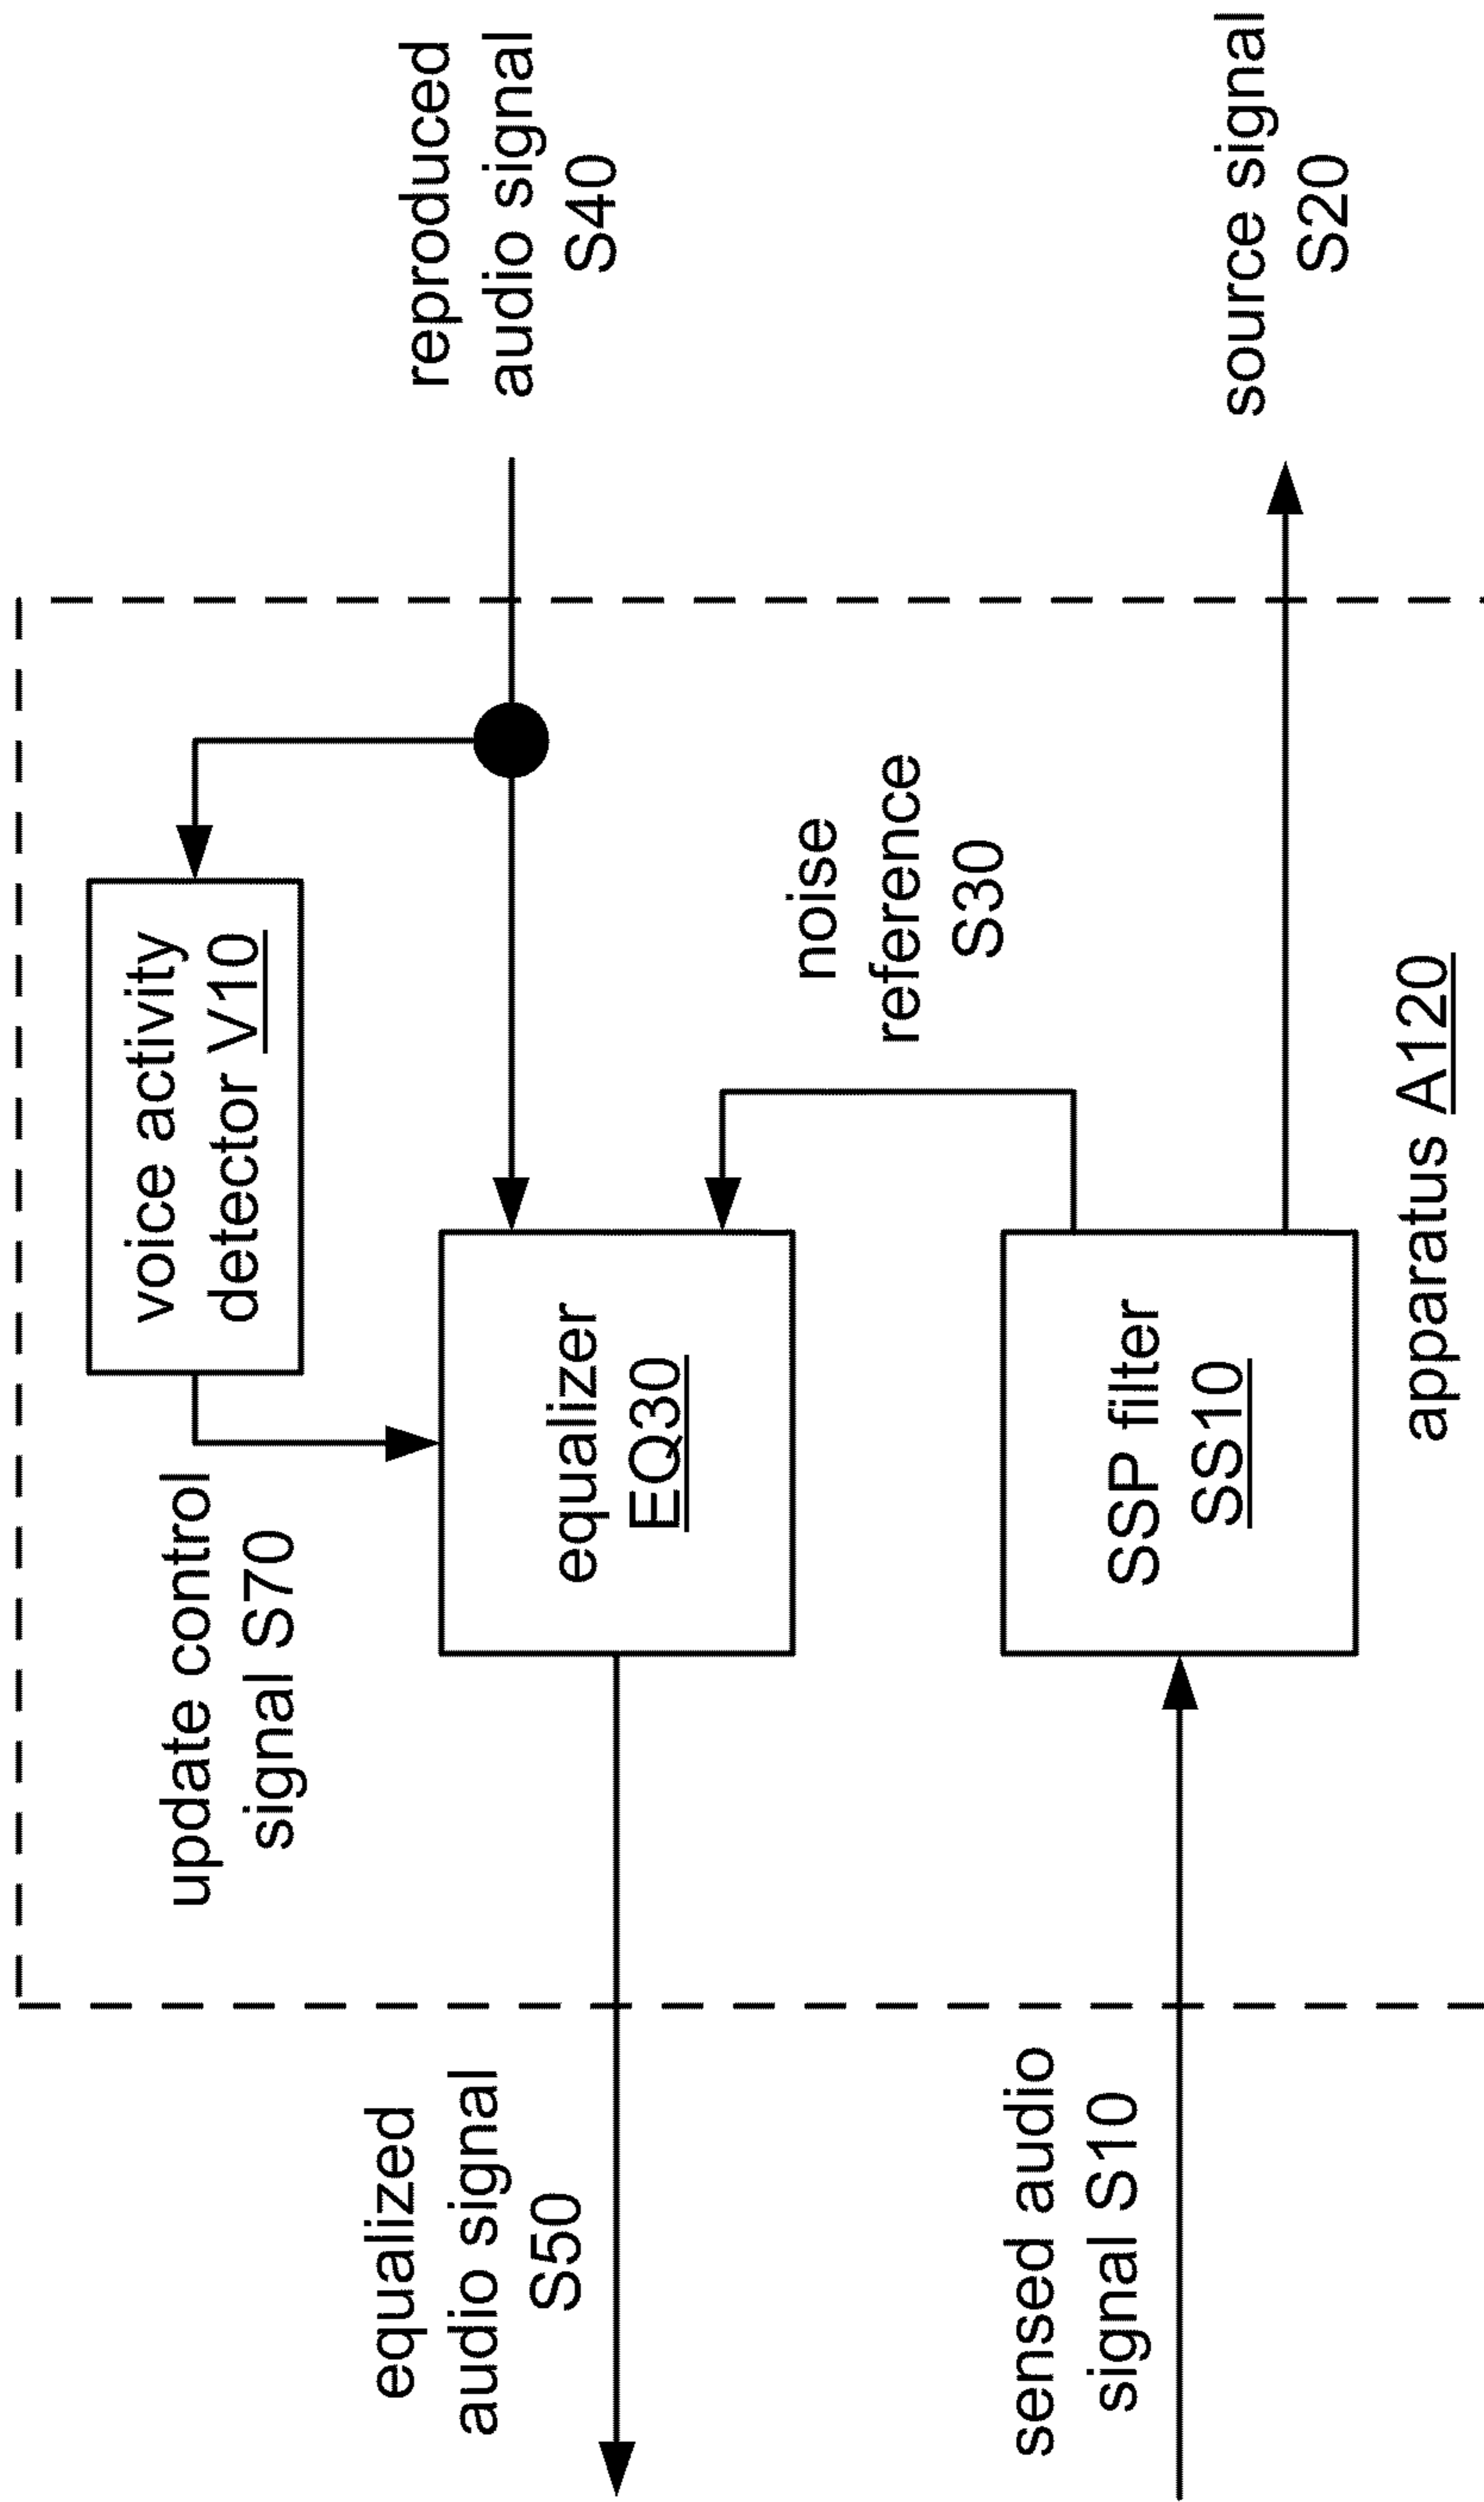 update control
signal S70
voice activity
detector V10
equalized
audio signal
S50
equalizer
EQ30
reproduced
audio signal
S40
noise
reference
S30
sensed audio
signal S10
SSP filter
SS10
source signal
S20
apparatus A120